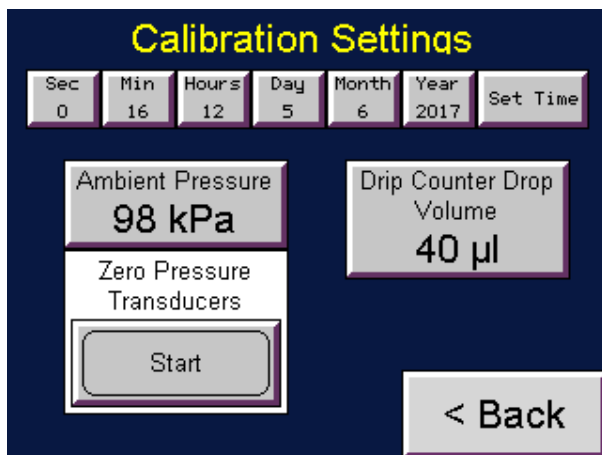 Calibration Settings
Sec Min Hours Day Month Year Set Time
0 16 12 5 6 2017
Ambient Pressure
98 kPa
Drip Counter Drop
Volume
40 µl
Zero Pressure
Transducers
Start
< Back